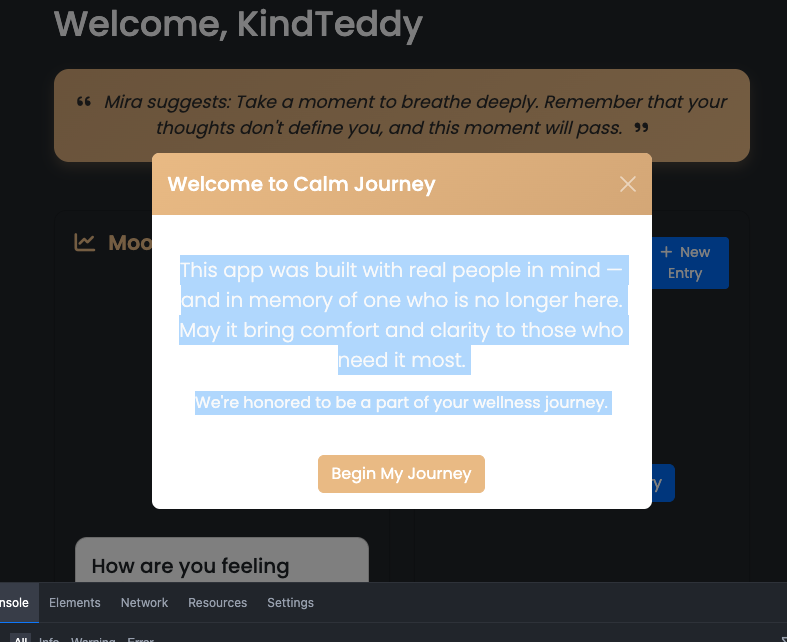 Welcome, KindTeddy
❝ Mira suggests: Take a moment to breathe deeply. Remember that your
thoughts don't define you, and this moment will pass. ❞
Welcome to Calm Journey
Moo
This app was built with real people in mind —
and in memory of one who is no longer here.
May it bring comfort and clarity to those who
need it most.
We're honored to be a part of your wellness journey.
+ New
Entry
Begin My Journey
y
How are you feeling
nsole Elements Network Resources Settings
All Info Warning Error